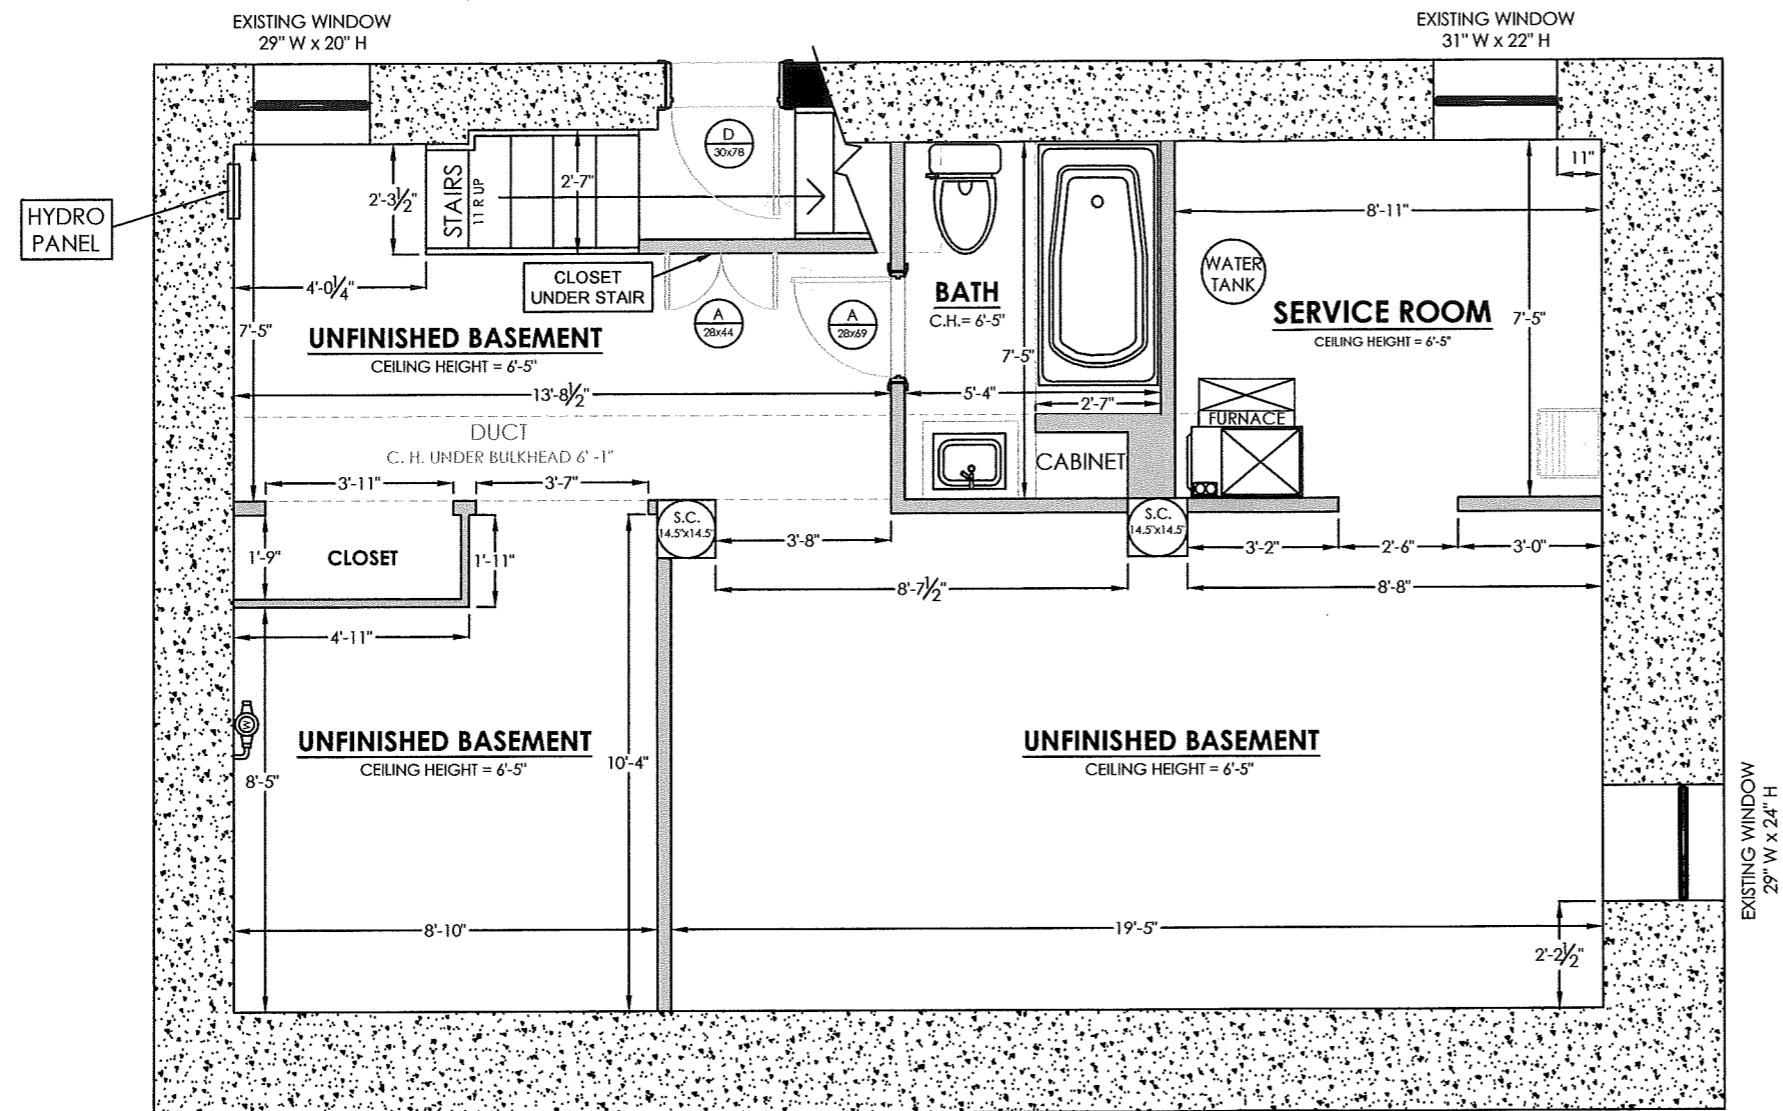 EXISTING WINDOW
29" W x 20" H
EXISTING WINDOW
31" W x 22" H
HYDRO
PANEL
STAIRS
11 R UP
2'-3½"
2'-7"
D
30x78
11"
8'-11"
4'-0¼"
CLOSET
UNDER STAIR
WATER
TANK
BATH
C.H.= 6'-5"
SERVICE ROOM
CEILING HEIGHT = 6'-5"
7'-5"
7'-5"
7'-5"
UNFINISHED BASEMENT
CEILING HEIGHT = 6'-5"
A
28x44
A
28x69
13'-8½"
5'-4"
2'-7"
FURNACE
DUCT
C. H. UNDER BULKHEAD 6' -1"
CABINET
3'-11"
3'-7"
S.C.
14.5"x14.5"
S.C.
14.5"x14.5"
3'-8"
3'-2"
2'-6"
3'-0"
1'-9"
CLOSET
1'-11"
8'-7½"
8'-8"
4'-11"
W
UNFINISHED BASEMENT
CEILING HEIGHT = 6'-5"
UNFINISHED BASEMENT
CEILING HEIGHT = 6'-5"
8'-5"
10'-4"
EXISTING WINDOW
29" W x 24" H
8'-10"
19'-5"
2'-2½"